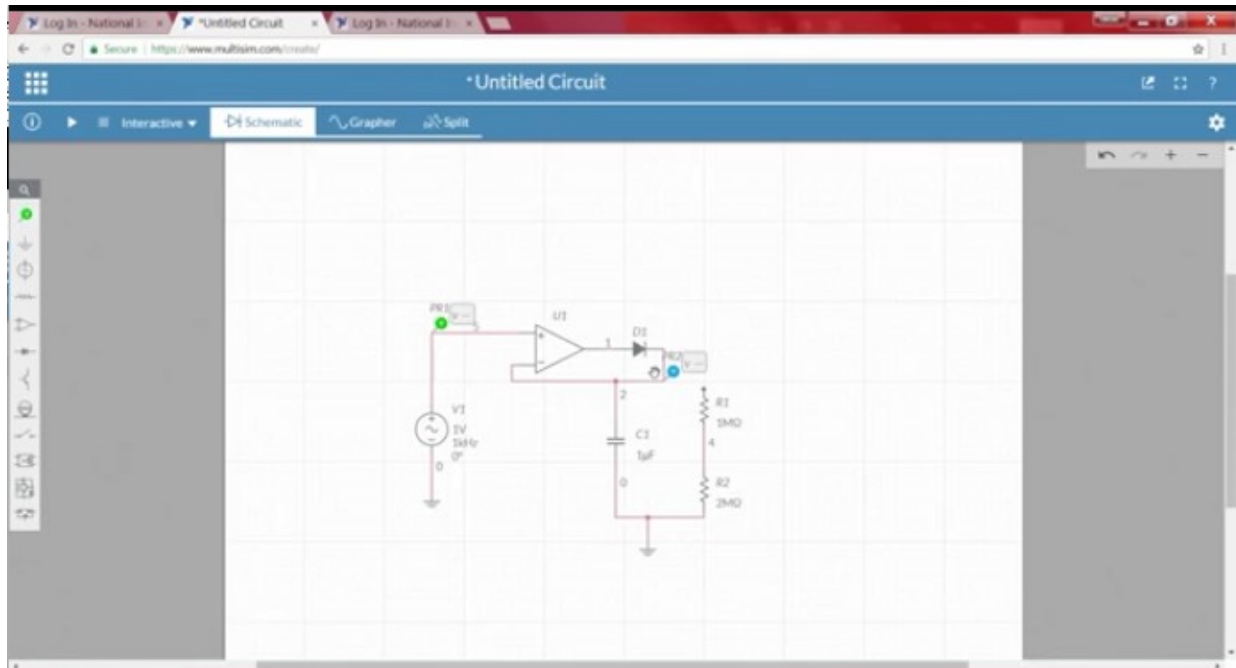 Log In - National I
*Untitled Circuit
Log In - National I
Secure | https://www.multisim.com/create/
*Untitled Circuit
?
Interactive
Schematic
Grapher
Split
PR1
V --
U1
+
−
1
D1
PR2
V --
2
V1
1V
1kHz
0°
0
C1
1µF
0
R1
1MΩ
4
R2
2MΩ